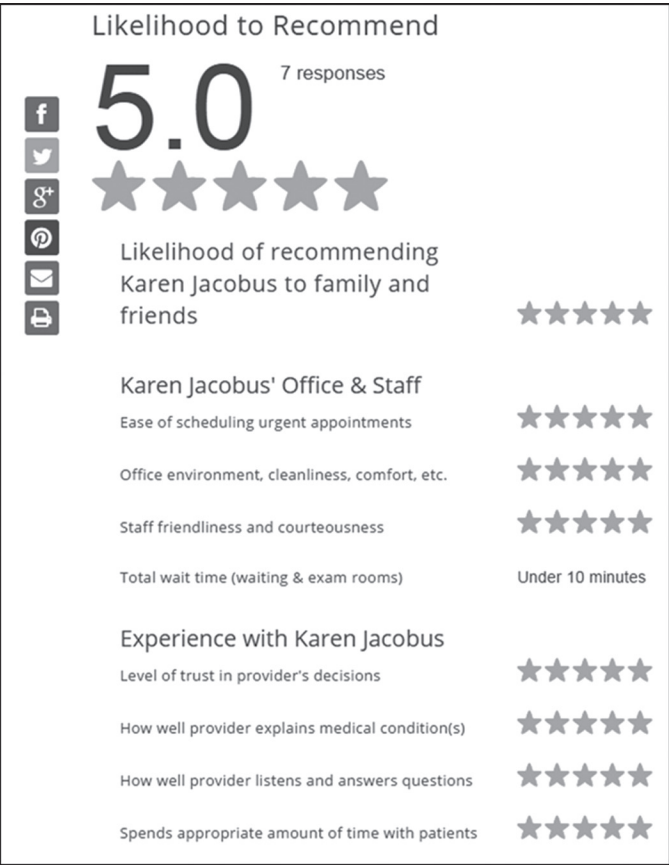 Likelihood to Recommend
5.0
7 responses
f
g+
Likelihood of recommending
Karen Jacobus to family and
friends
Karen Jacobus' Office & Staff
Ease of scheduling urgent appointments
Office environment, cleanliness, comfort, etc.
Staff friendliness and courteousness
Total wait time (waiting & exam rooms) Under 10 minutes
Experience with Karen Jacobus
Level of trust in provider's decisions
How well provider explains medical condition(s)
How well provider listens and answers questions
Spends appropriate amount of time with patients